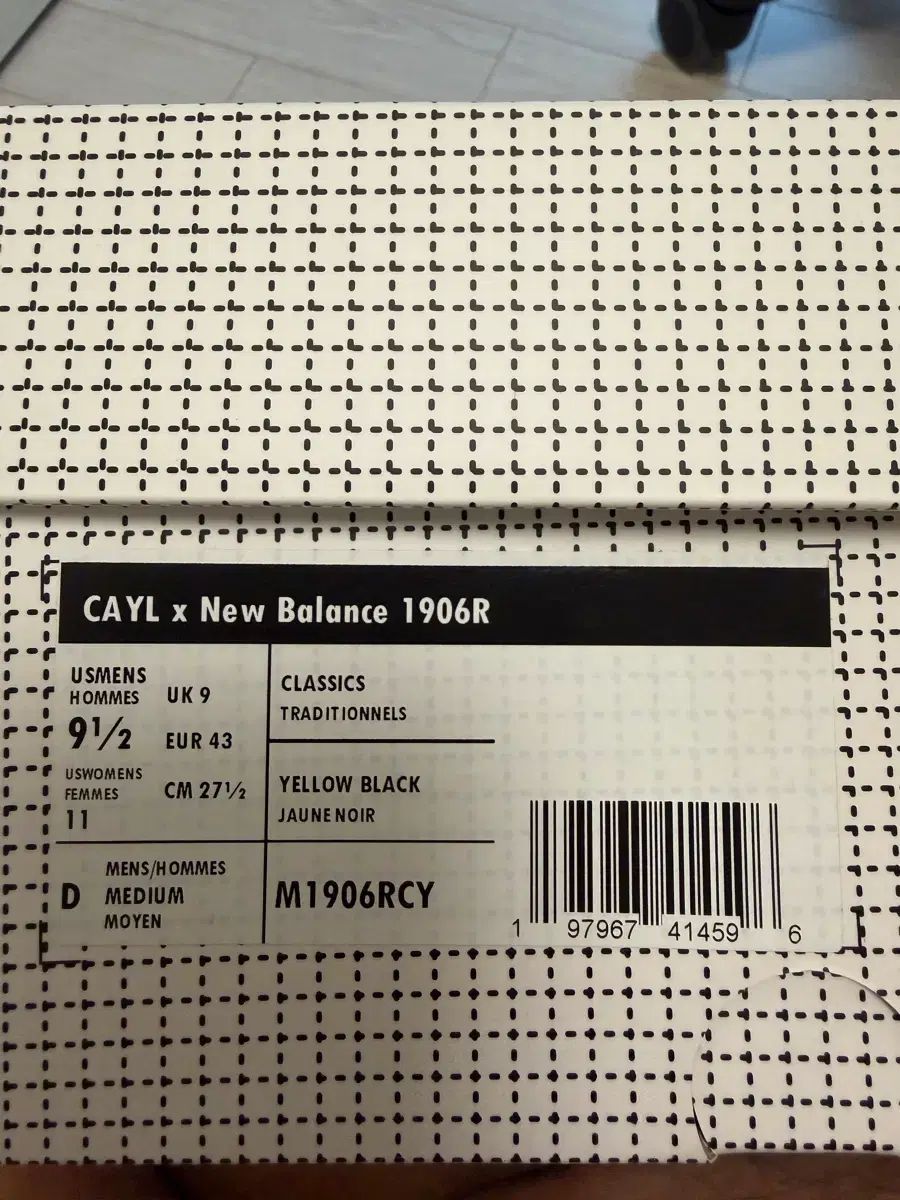 CAYL x New Balance 1906R
USMENS
HOMMES
9½
UK 9
EUR 43
USWOMENS
FEMMES
11
CM 27½
D
MENS/HOMMES
MEDIUM
MOYEN
CLASSICS
TRADITIONNELS
YELLOW BLACK
JAUNE NOIR
M1906RCY
1 97967 41459 6